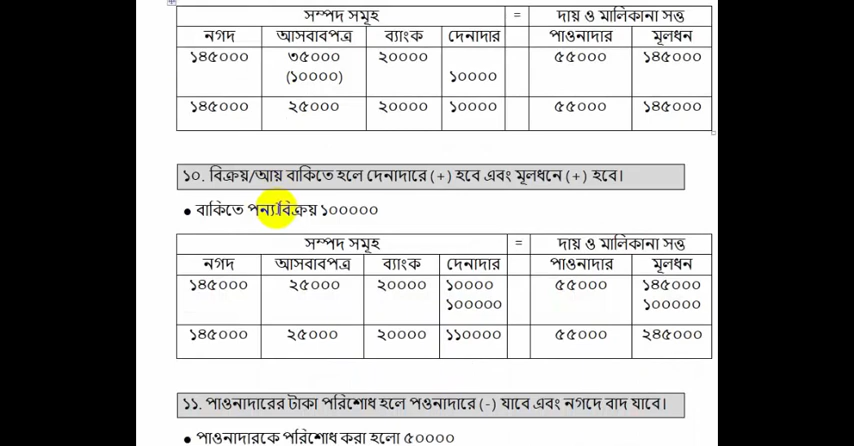 সম্পদ সমূহ = দায় ও মালিকানা সত্ত
নগদ আসবাবপত্র ব্যাংক দেনাদার পাওনাদার মূলধন
১৪৫০০০ ৩৫০০০ ২০০০০ ৫৫০০০ ১৪৫০০০
(১০০০০) ১০০০০
১৪৫০০০ ২৫০০০ ২০০০০ ১০০০০ ৫৫০০০ ১৪৫০০০
১০. বিক্রয়/আয় বাকিতে হলে দেনাদারে (+) হবে এবং মূলধনে (+) হবে।
• বাকিতে পন্য বিক্রয় ১০০০০০
সম্পদ সমূহ = দায় ও মালিকানা সত্ত
নগদ আসবাবপত্র ব্যাংক দেনাদার পাওনাদার মূলধন
১৪৫০০০ ২৫০০০ ২০০০০ ১০০০০ ৫৫০০০ ১৪৫০০০
১০০০০০ ১০০০০০
১৪৫০০০ ২৫০০০ ২০০০০ ১১০০০০ ৫৫০০০ ২৪৫০০০
১১. পাওনাদারের টাকা পরিশোধ হলে পওনাদারে (-) যাবে এবং নগদে বাদ যাবে।
• পাওনাদারকে পরিশোধ করা হলো ৫০০০০